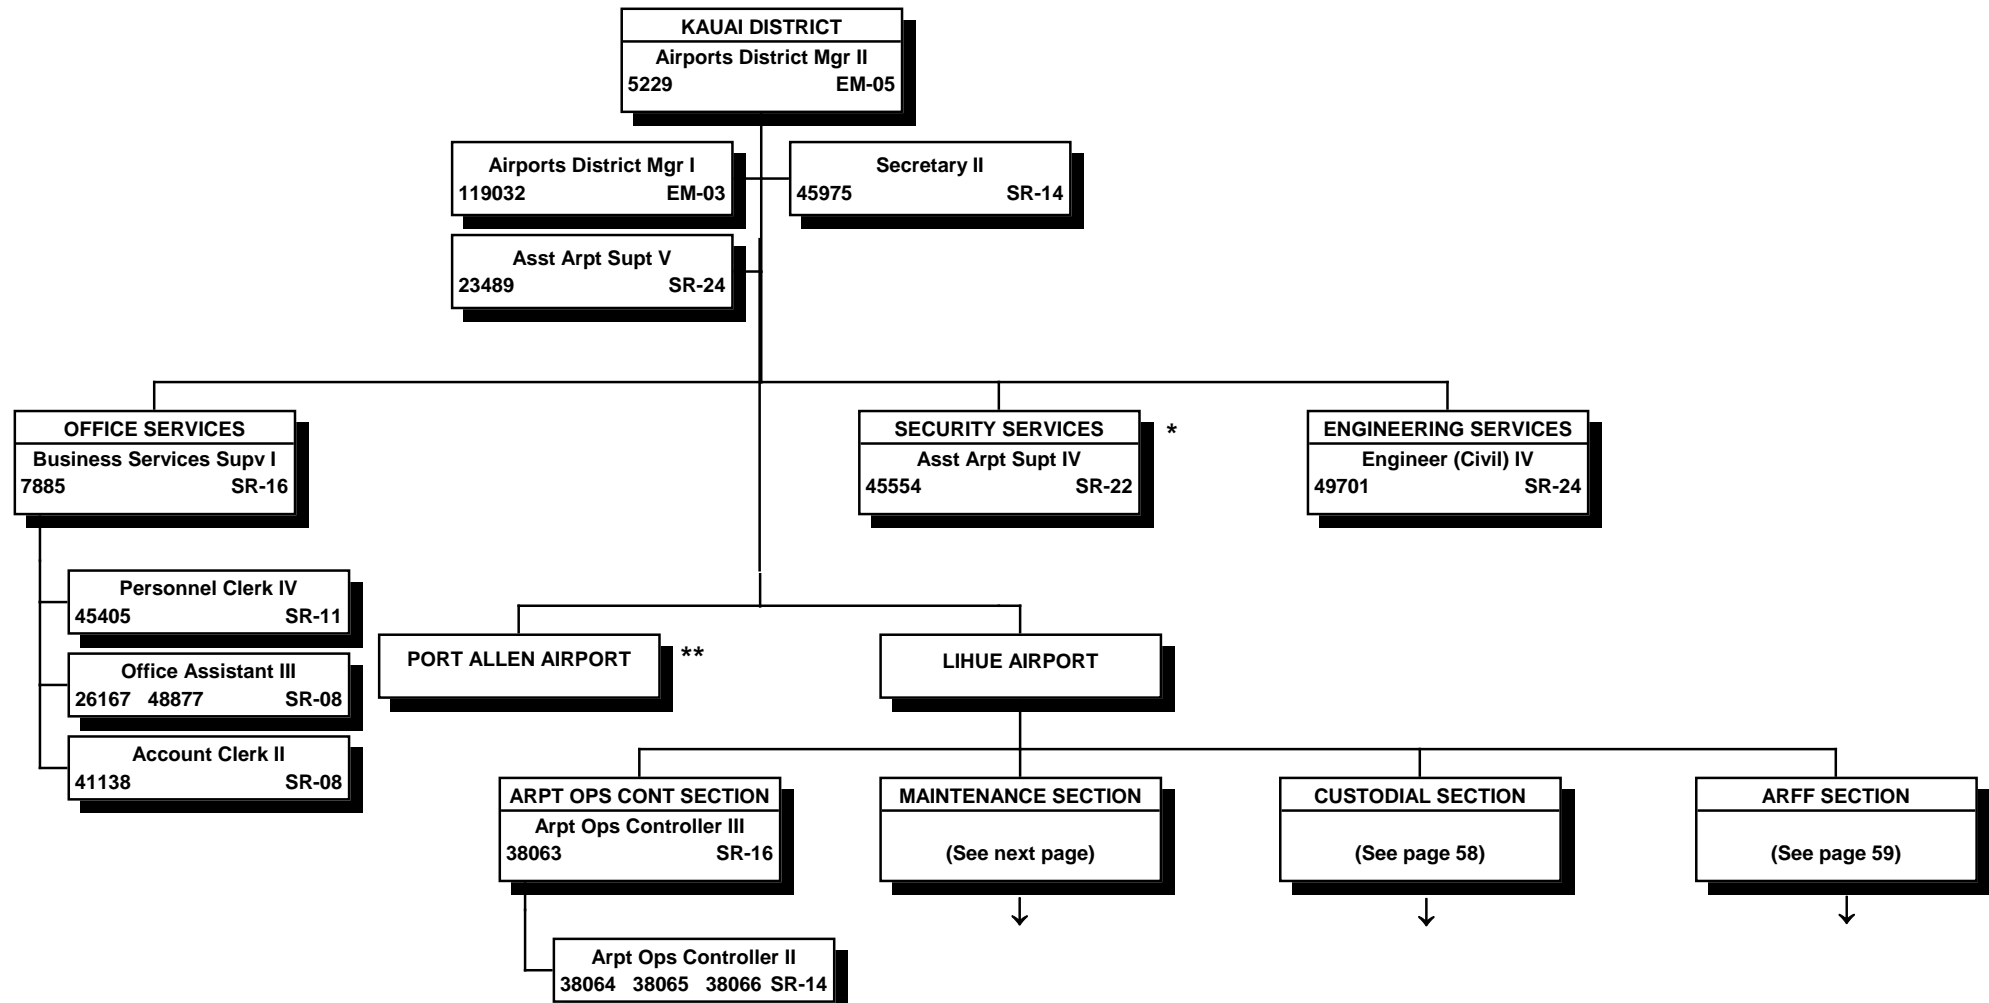 KAUAI DISTRICT
Airports District Mgr II
5229 EM-05
Airports District Mgr I
119032 EM-03
Secretary II
45975 SR-14
Asst Arpt Supt V
23489 SR-24
OFFICE SERVICES
Business Services Supv I
7885 SR-16
SECURITY SERVICES *
Asst Arpt Supt IV
45554 SR-22
ENGINEERING SERVICES
Engineer (Civil) IV
49701 SR-24
Personnel Clerk IV
45405 SR-11
Office Assistant III
26167 48877 SR-08
Account Clerk II
41138 SR-08
PORT ALLEN AIRPORT **
LIHUE AIRPORT
ARPT OPS CONT SECTION
Arpt Ops Controller III
38063 SR-16
MAINTENANCE SECTION
(See next page)
↓
CUSTODIAL SECTION
(See page 58)
↓
ARFF SECTION
(See page 59)
↓
Arpt Ops Controller II
38064 38065 38066 SR-14